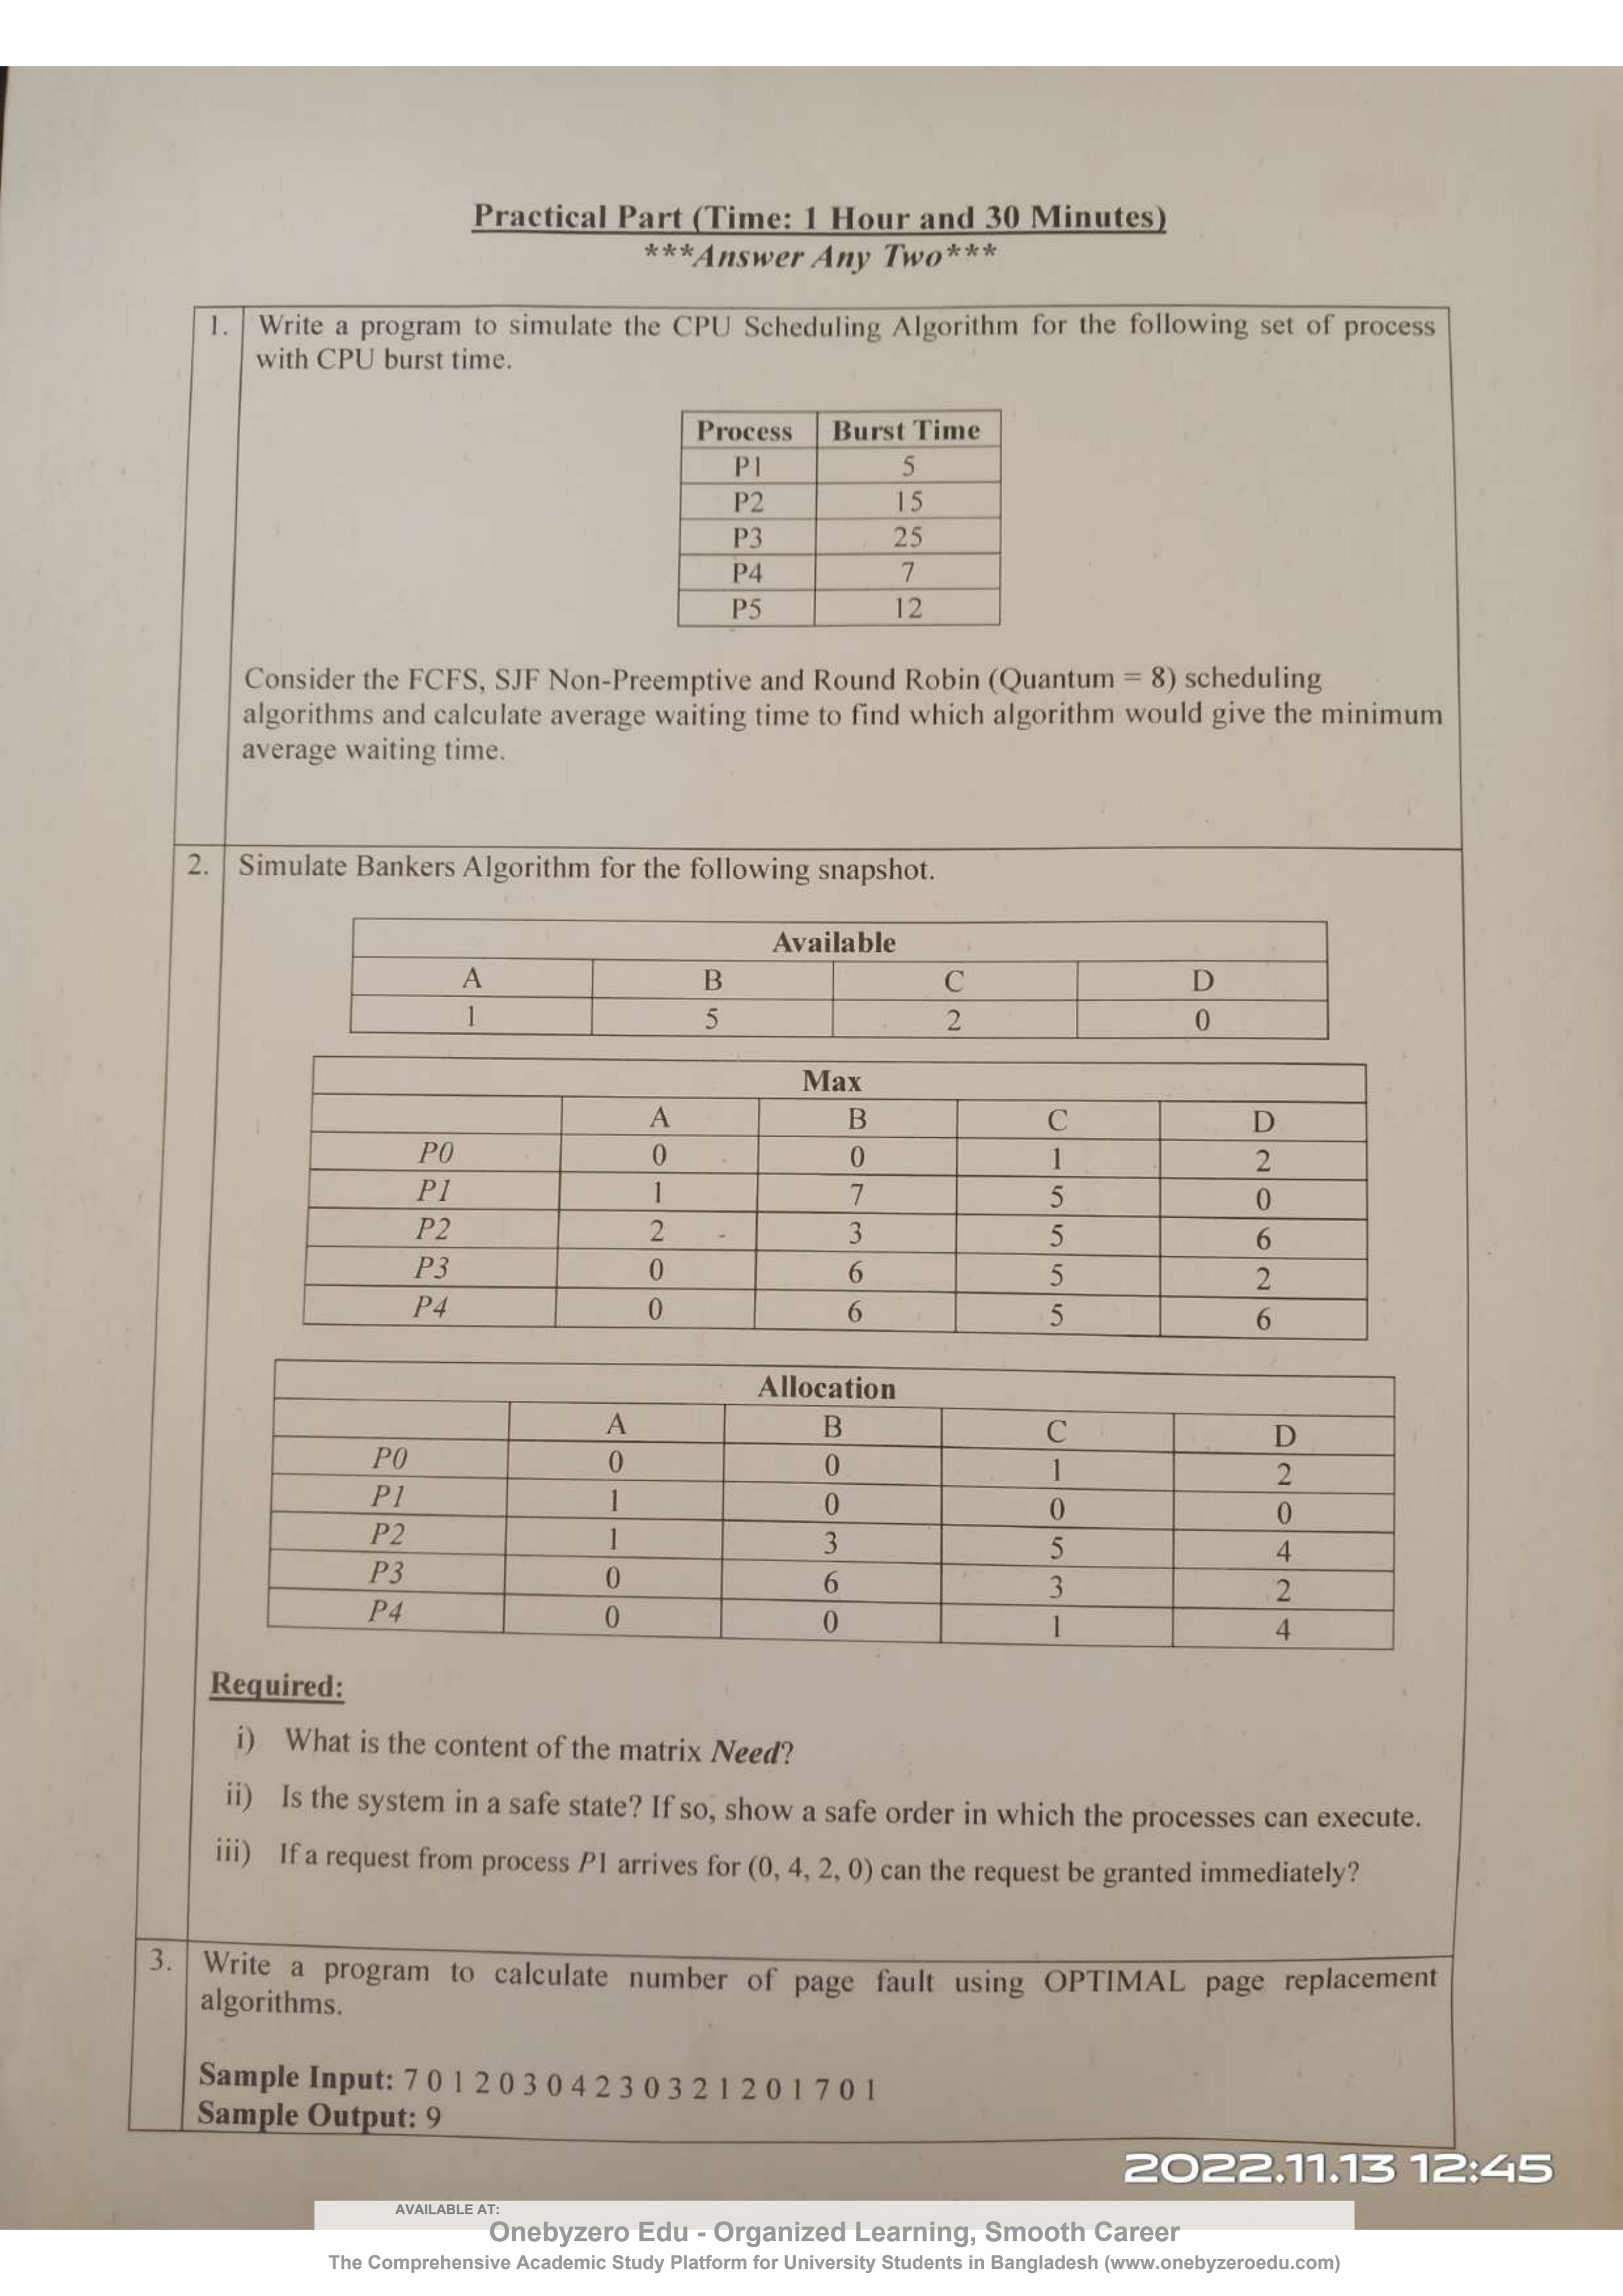 Practical Part (Time: 1 Hour and 30 Minutes)
***Answer Any Two***
1. Write a program to simulate the CPU Scheduling Algorithm for the following set of process
with CPU burst time.
Process Burst Time
P1 5
P2 15
P3 25
P4 7
P5 12
Consider the FCFS, SJF Non-Preemptive and Round Robin (Quantum = 8) scheduling
algorithms and calculate average waiting time to find which algorithm would give the minimum
average waiting time.
2. Simulate Bankers Algorithm for the following snapshot.
Available
A B C D
1 5 2 0
Max
A B C D
P0 0 0 1 2
P1 1 7 5 0
P2 2 3 5 6
P3 0 6 5 2
P4 0 6 5 6
Allocation
A B C D
P0 0 0 1 2
P1 1 0 0 0
P2 1 3 5 4
P3 0 6 3 2
P4 0 0 1 4
Required:
i) What is the content of the matrix Need?
ii) Is the system in a safe state? If so, show a safe order in which the processes can execute.
iii) If a request from process P1 arrives for (0, 4, 2, 0) can the request be granted immediately?
3. Write a program to calculate number of page fault using OPTIMAL page replacement
algorithms.
Sample Input: 7 0 1 2 0 3 0 4 2 3 0 3 2 1 2 0 1 7 0 1
Sample Output: 9
2022.11.13 12:45
AVAILABLE AT:
Onebyzero Edu - Organized Learning, Smooth Career
The Comprehensive Academic Study Platform for University Students in Bangladesh (www.onebyzeroedu.com)